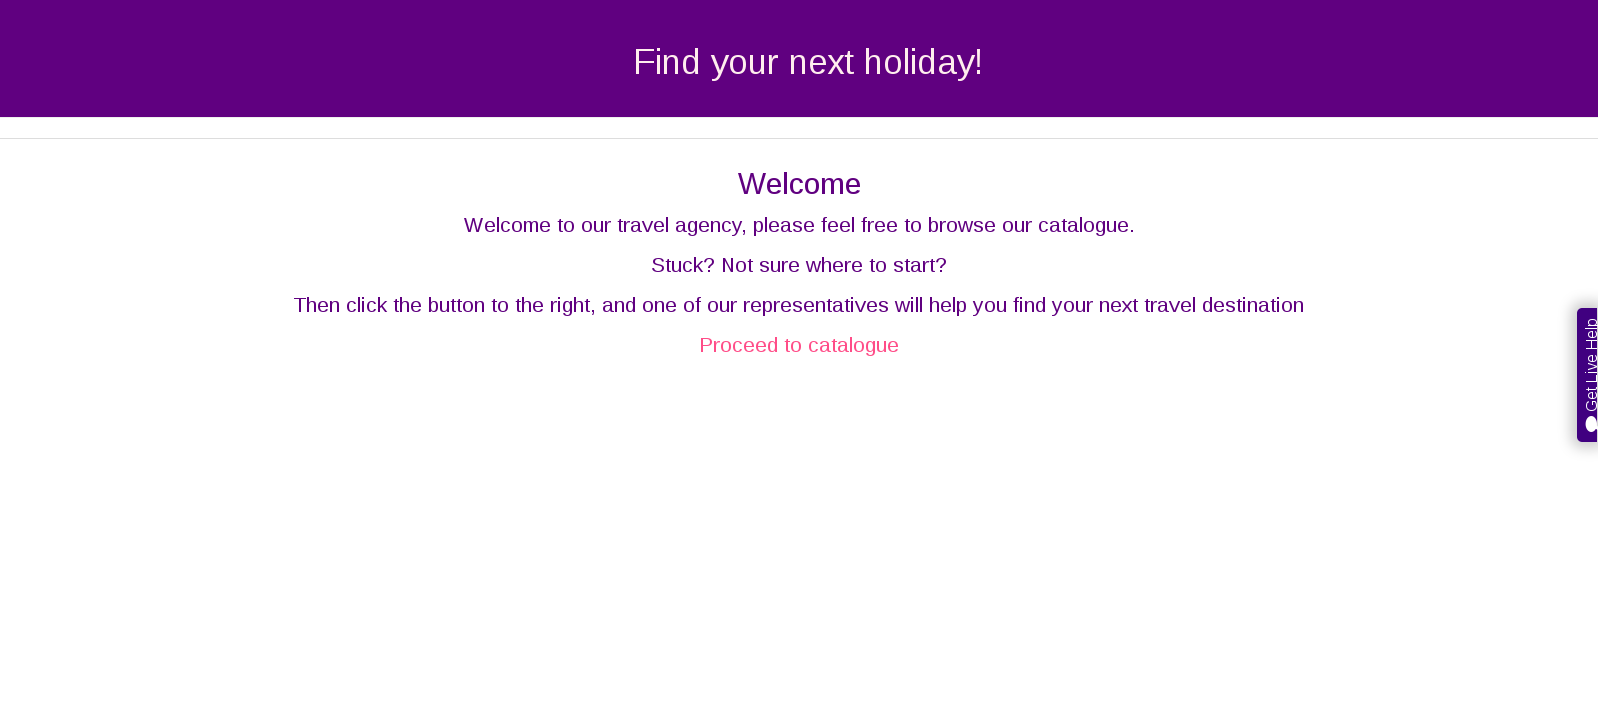 Find your next holiday!
Welcome
Welcome to our travel agency, please feel free to browse our catalogue.
Stuck? Not sure where to start?
Then click the button to the right, and one of our representatives will help you find your next travel destination
Proceed to catalogue
Get Live Help